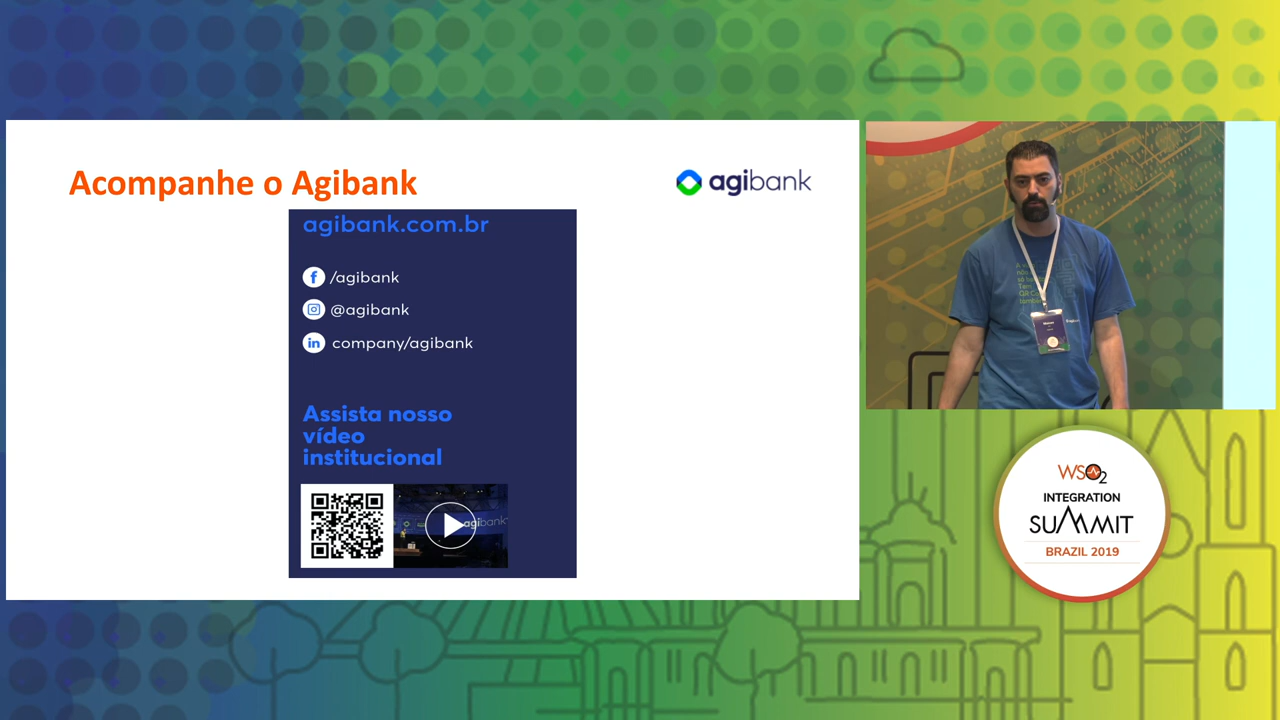 Acompanhe o Agibank
agibank
agibank.com.br
/agibank
@agibank
company/agibank
Assista nosso
vídeo
institucional
agibank
WSO2
INTEGRATION
SUMMIT
BRAZIL 2019